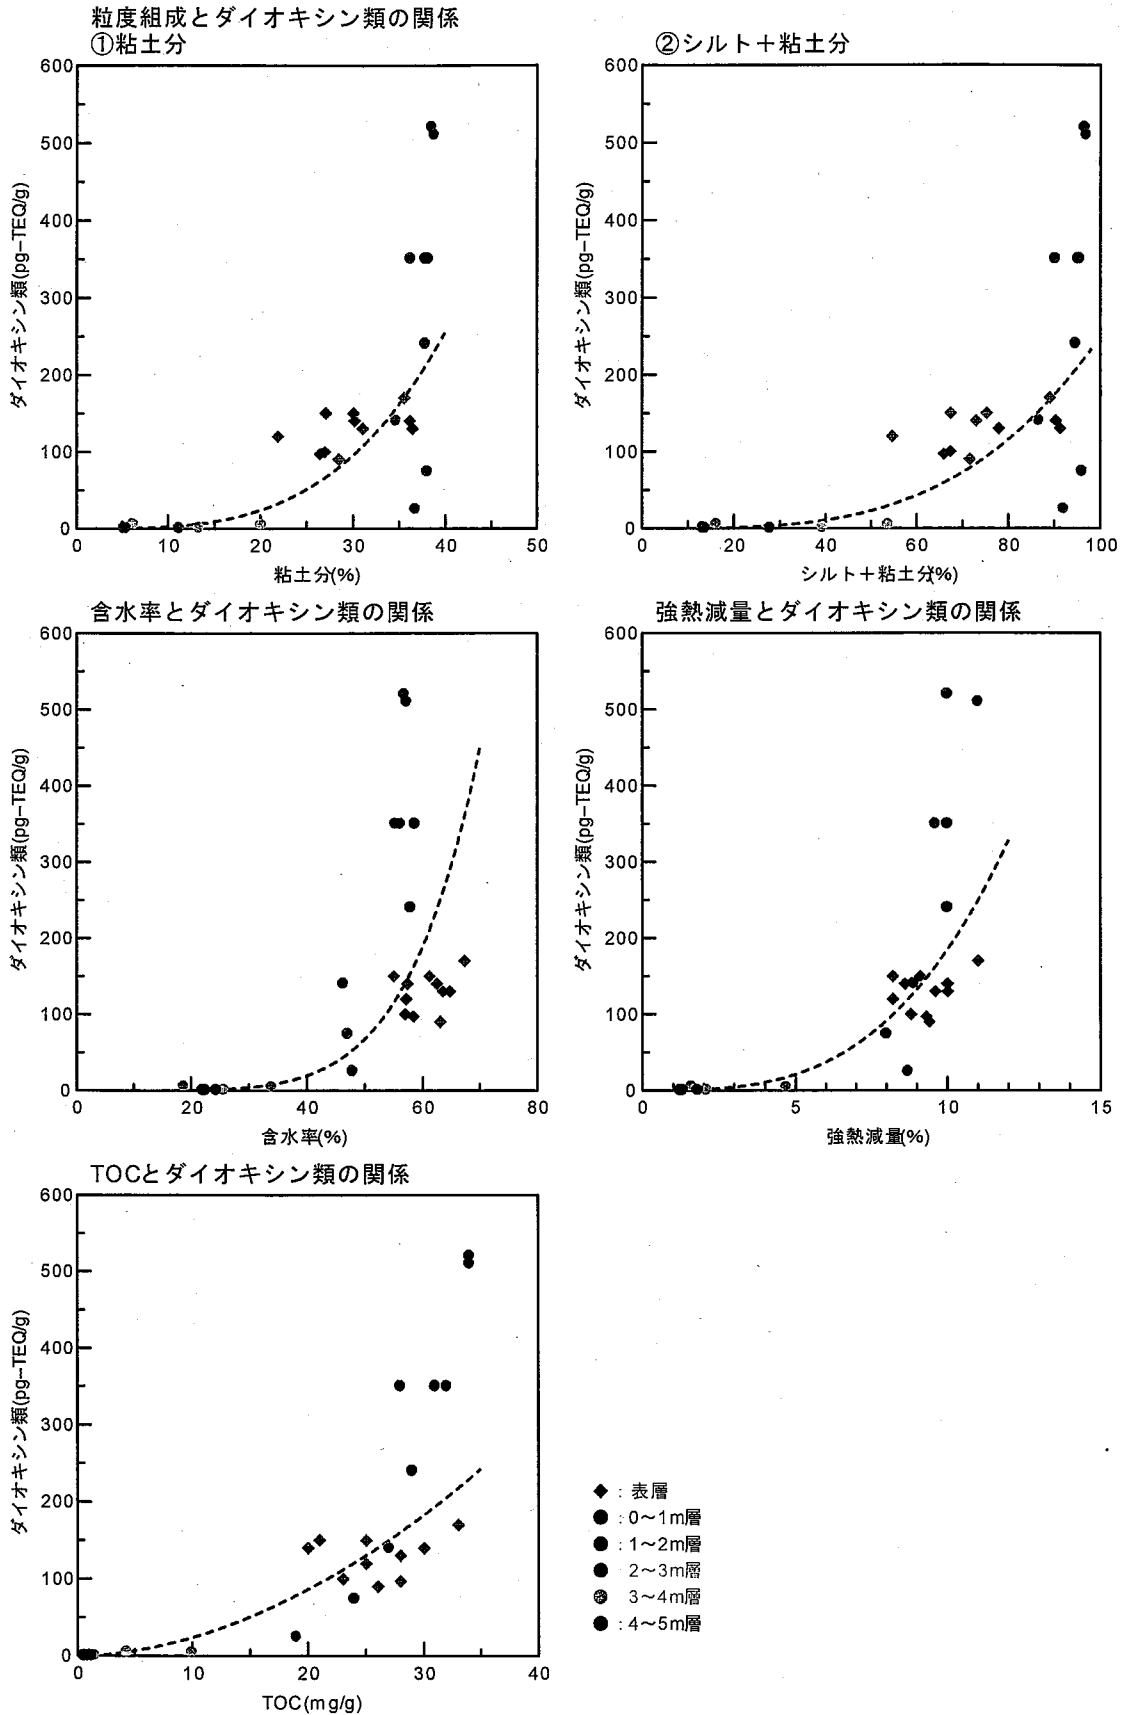 粒度組成とダイオキシン類の関係
①粘土分
600
500
400
300
200
100
0
ダイオキシン類(pg-TEQ/g)
0 10 20 30 40 50
粘土分(%)
②シルト＋粘土分
600
500
400
300
200
100
0
ダイオキシン類(pg-TEQ/g)
0 20 40 60 80 100
シルト＋粘土分(%)
含水率とダイオキシン類の関係
600
500
400
300
200
100
0
ダイオキシン類(pg-TEQ/g)
0 20 40 60 80
含水率(%)
強熱減量とダイオキシン類の関係
600
500
400
300
200
100
0
ダイオキシン類(pg-TEQ/g)
0 5 10 15
強熱減量(%)
TOCとダイオキシン類の関係
600
500
400
300
200
100
0
ダイオキシン類(pg-TEQ/g)
0 10 20 30 40
TOC(mg/g)
◆：表層
●：0～1m層
●：1～2m層
● 2～3m層
● 3～4m層
●：4～5m層